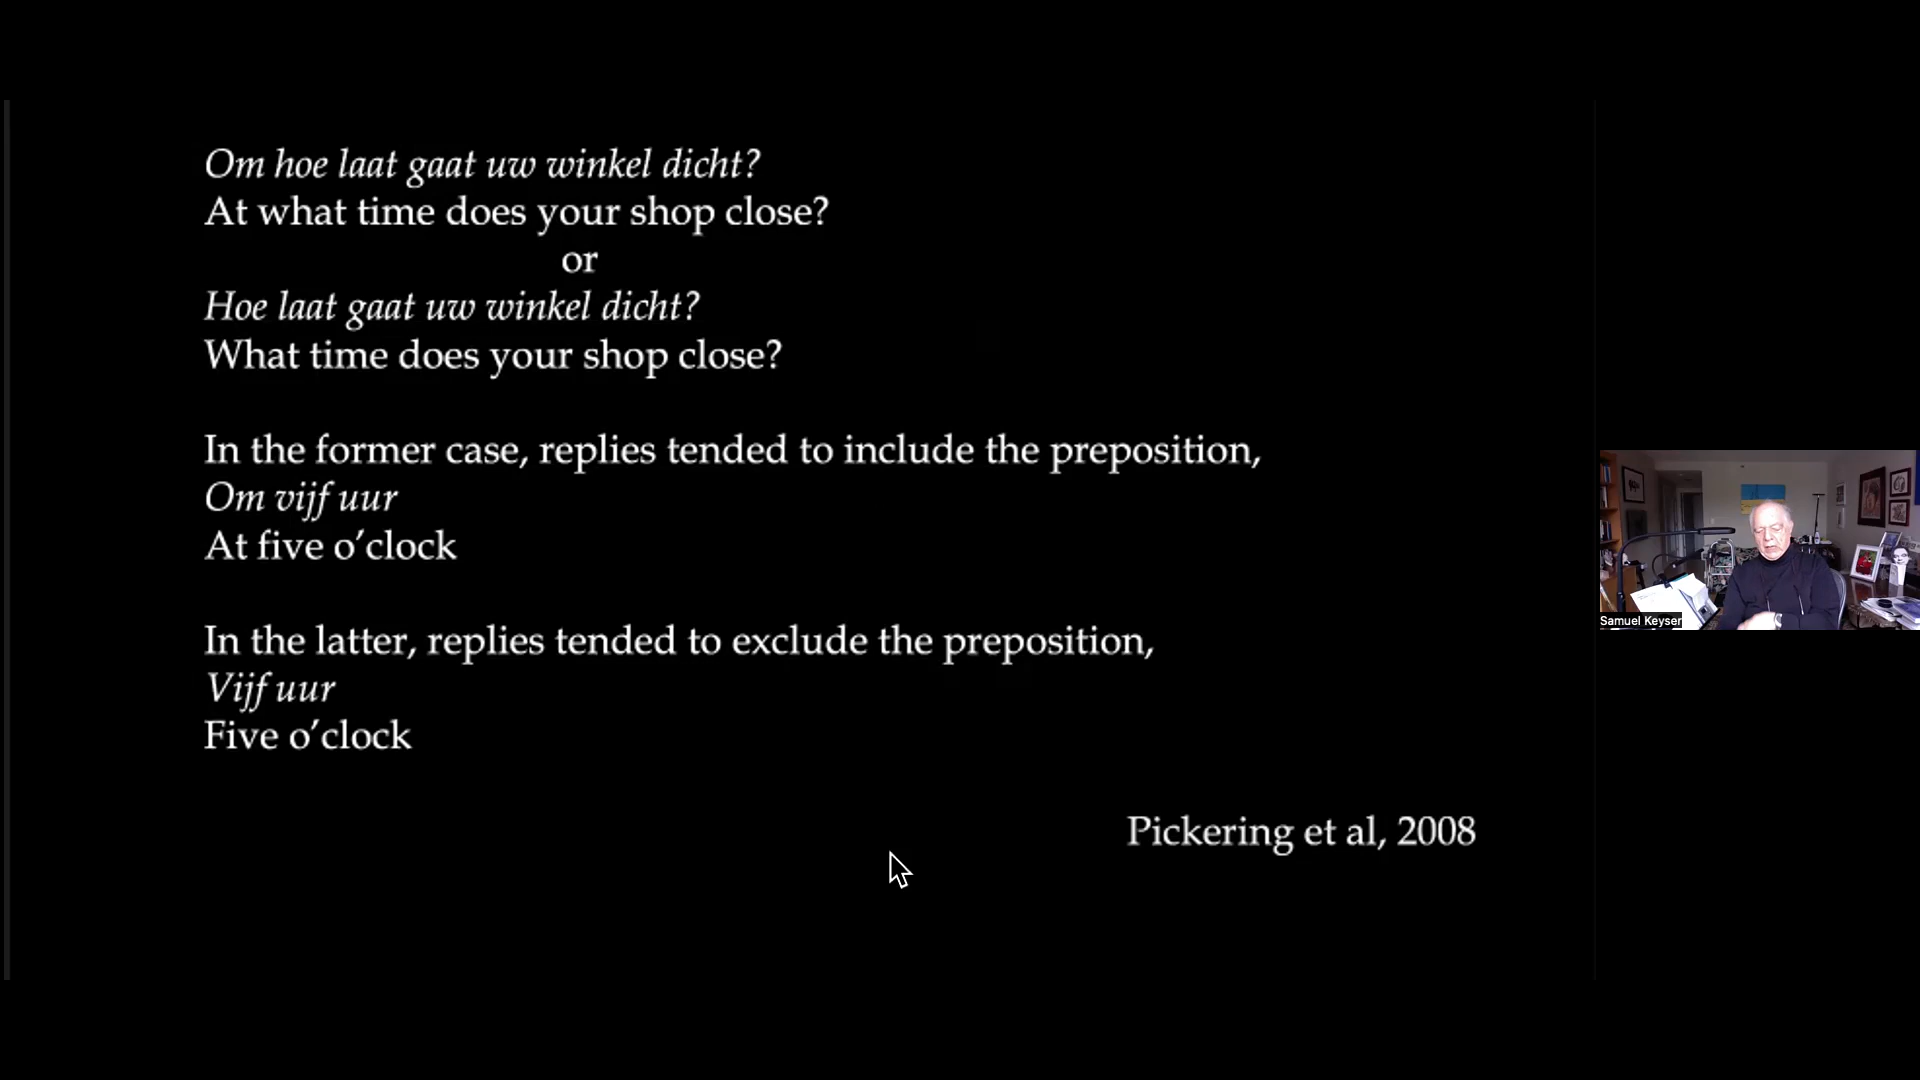 Om hoe laat gaat uw winkel dicht?
At what time does your shop close?
or
Hoe laat gaat uw winkel dicht?
What time does your shop close?
In the former case, replies tended to include the preposition,
Om vijf uur
At five o’clock
In the latter, replies tended to exclude the preposition,
Vijf uur
Five o’clock
Pickering et al, 2008
Samuel Keyser